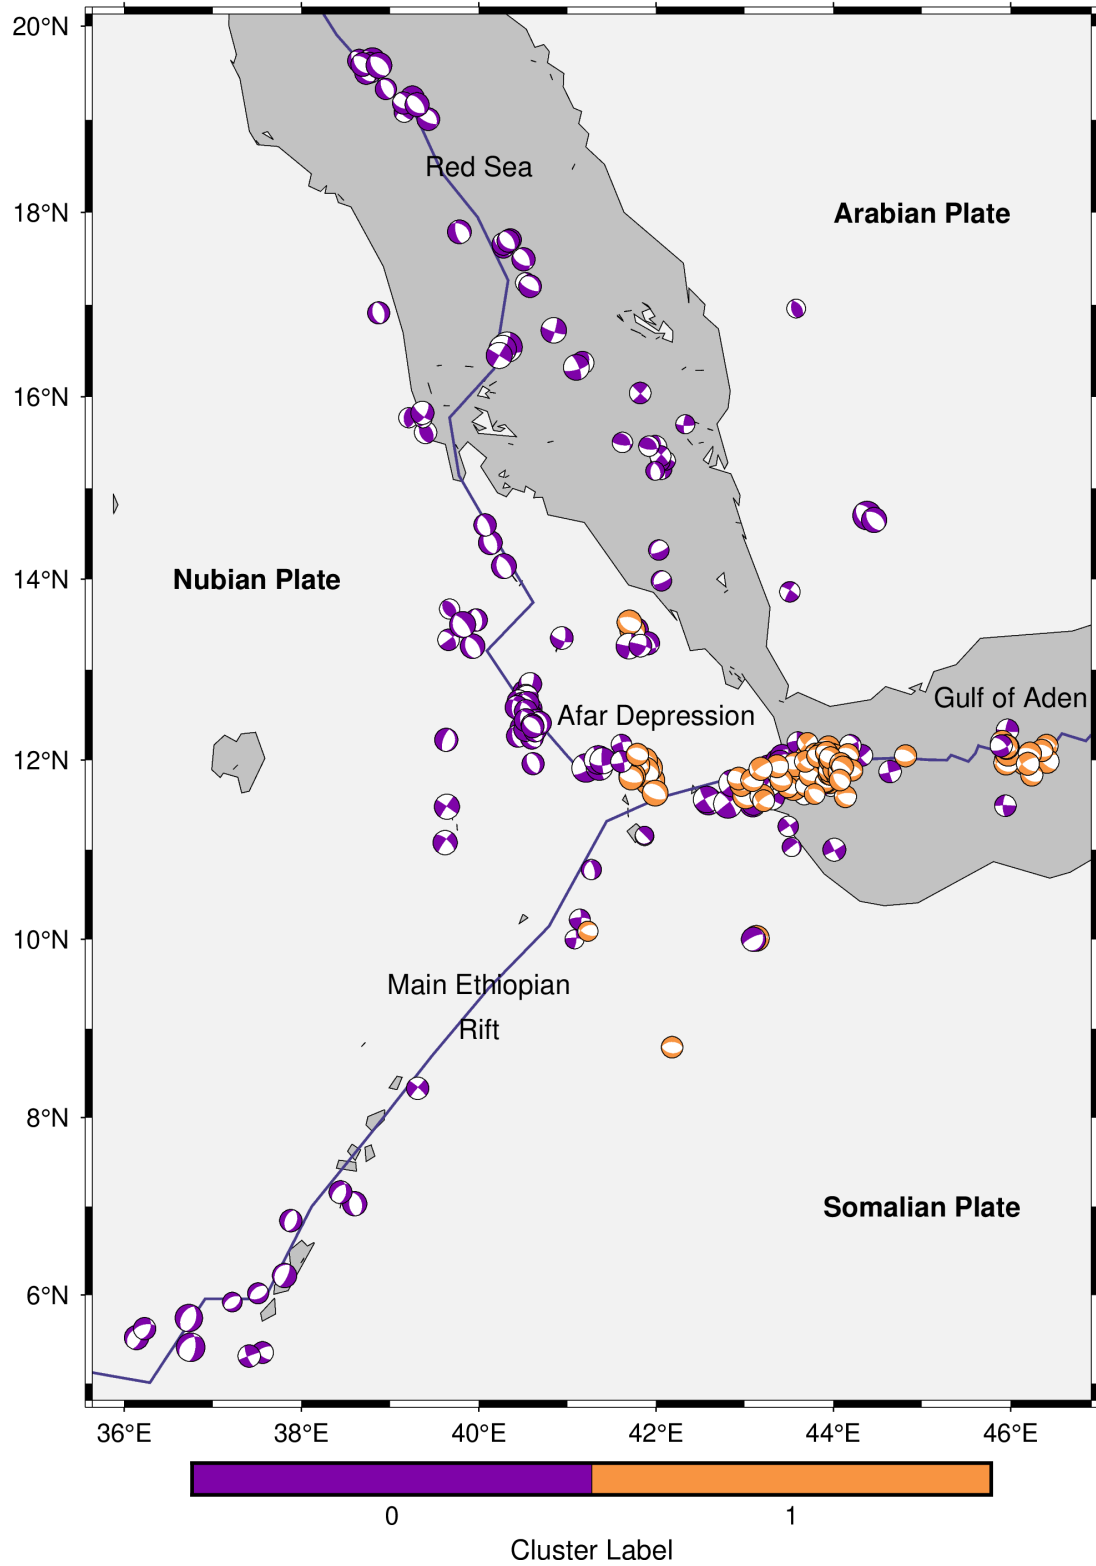 20°N
Red Sea
18°N
Arabian Plate
16°N
14°N
Nubian Plate
Gulf of Aden
Afar Depression
12°N
10°N
Main Ethiopian
Rift
8°N
Somalian Plate
6°N
36°E 38°E 40°E 42°E 44°E 46°E
0 1
Cluster Label